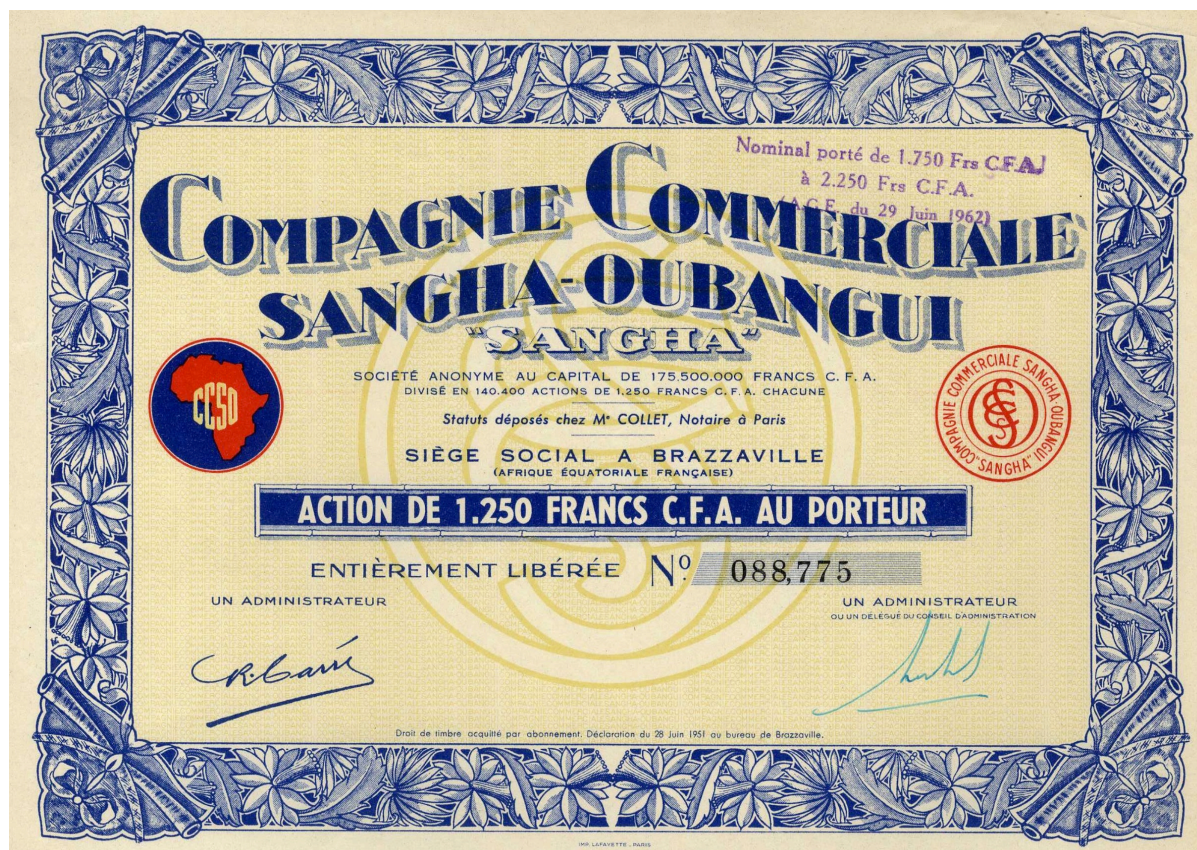 Nominal porté de 1.750 Frs C.F.A.
à 2.250 Frs C.F.A.
(A.G.E. du 29 Juin 1962)
COMPAGNIE COMMERCIALE
SANGHA-OUBANGUI
"SANGHA"
SOCIÉTÉ ANONYME AU CAPITAL DE 175.500.000 FRANCS C.F.A.
DIVISÉ EN 140.400 ACTIONS DE 1.250 FRANCS C.F.A. CHACUNE
Statuts déposés chez Me COLLET, Notaire à Paris
CCSO
COMPAGNIE COMMERCIALE SANGHA-OUBANGUI
"SANGHA"
SIÈGE SOCIAL A BRAZZAVILLE
(AFRIQUE ÉQUATORIALE FRANÇAISE)
ACTION DE 1.250 FRANCS C.F.A. AU PORTEUR
ENTIÈREMENT LIBÉRÉE No. 088,775
UN ADMINISTRATEUR
UN ADMINISTRATEUR
OU UN DÉLÉGUÉ DU CONSEIL D'ADMINISTRATION
Droit de timbre acquitté par abonnement. Déclaration du 28 Juin 1951 au bureau de Brazzaville.
IMP. LAFAYETTE - PARIS